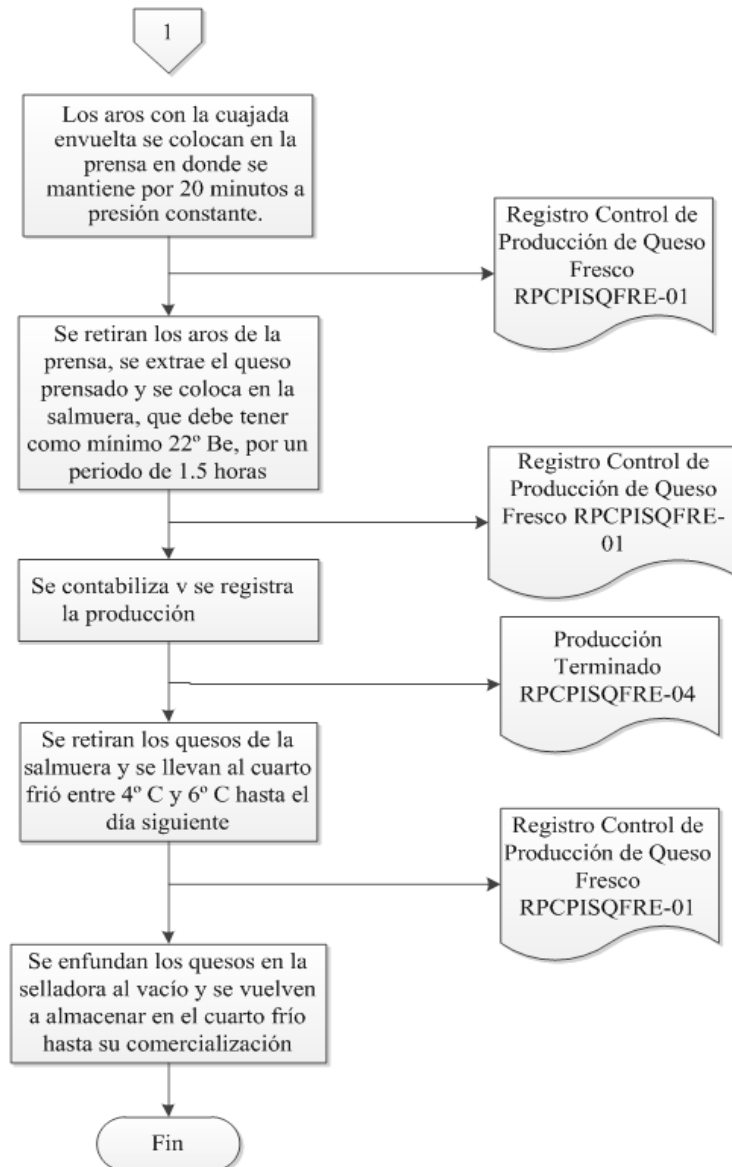 1
Los aros con la cuajada
envuelta se colocan en la
prensa en donde se
mantiene por 20 minutos a
presión constante.
Registro Control de
Producción de Queso
Fresco
RPCPISQFRE-01
Se retiran los aros de la
prensa, se extrae el queso
prensado y se coloca en la
salmuera, que debe tener
como mínimo 22º Be, por un
periodo de 1.5 horas
Registro Control de
Producción de Queso
Fresco RPCPISQFRE-
01
Se contabiliza v se registra
la producción
Producción
Terminado
RPCPISQFRE-04
Se retiran los quesos de la
salmuera y se llevan al cuarto
frió entre 4º C y 6º C hasta el
día siguiente
Registro Control de
Producción de Queso
Fresco
RPCPISQFRE-01
Se enfundan los quesos en la
selladora al vacío y se vuelven
a almacenar en el cuarto frío
hasta su comercialización
Fin